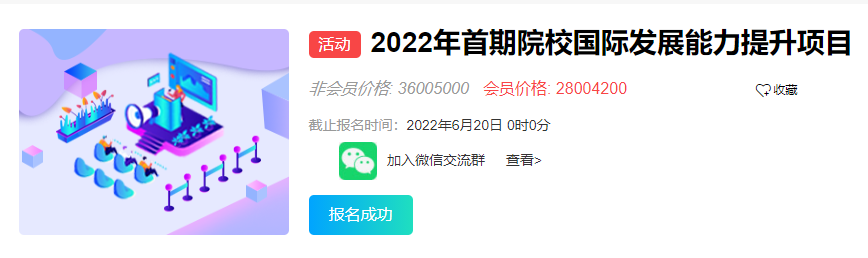 活动 2022年首期院校国际发展能力提升项目
非会员价格: 36005000 会员价格: 28004200 收藏
截止报名时间: 2022年6月20日 0时0分
加入微信交流群 查看>
报名成功